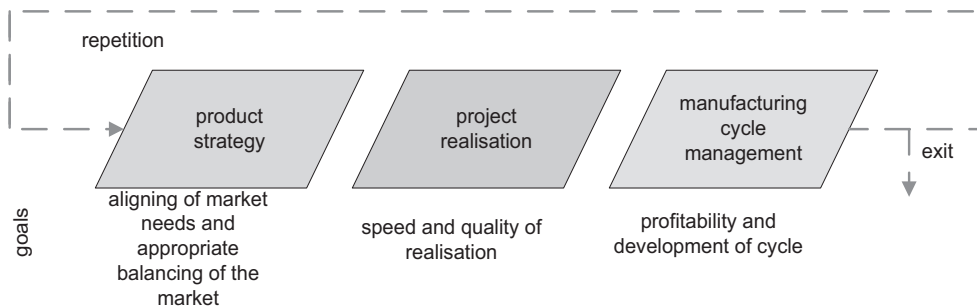 repetition
product
strategy
project
realisation
manufacturing
cycle
management
exit
goals
aligning of market
needs and
appropriate
balancing of the
market
speed and quality of
realisation
profitability and
development of cycle